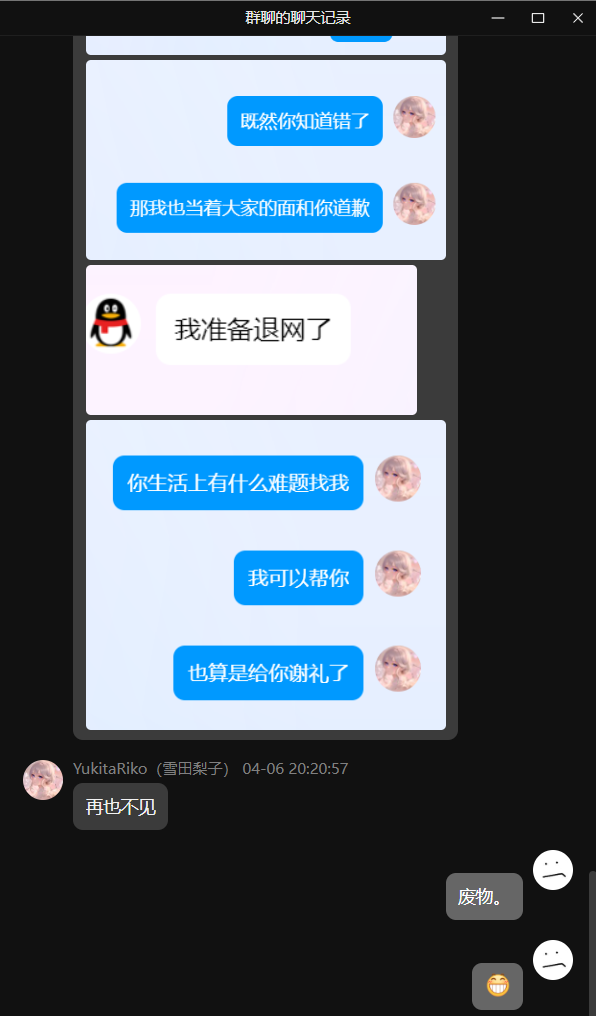 群聊的聊天记录
既然你知道错了
那我也当着大家的面和你道歉
我准备退网了
你生活上有什么难题找我
我可以帮你
也算是给你谢礼了
YukitaRiko（雪田梨子） 04-06 20:20:57
再也不见
废物。